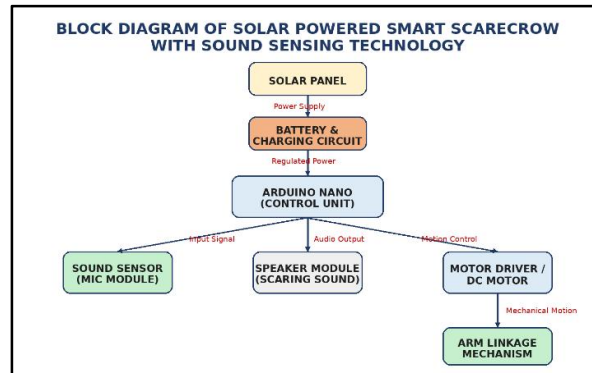 BLOCK DIAGRAM OF SOLAR POWERED SMART SCARECROW
WITH SOUND SENSING TECHNOLOGY
SOLAR PANEL
Power Supply
BATTERY &
CHARGING CIRCUIT
Regulated Power
ARDUINO NANO
(CONTROL UNIT)
Input Signal
Audio Output
Motion Control
SOUND SENSOR
(MIC MODULE)
SPEAKER MODULE
(SCARING SOUND)
MOTOR DRIVER /
DC MOTOR
Mechanical Motion
ARM LINKAGE
MECHANISM